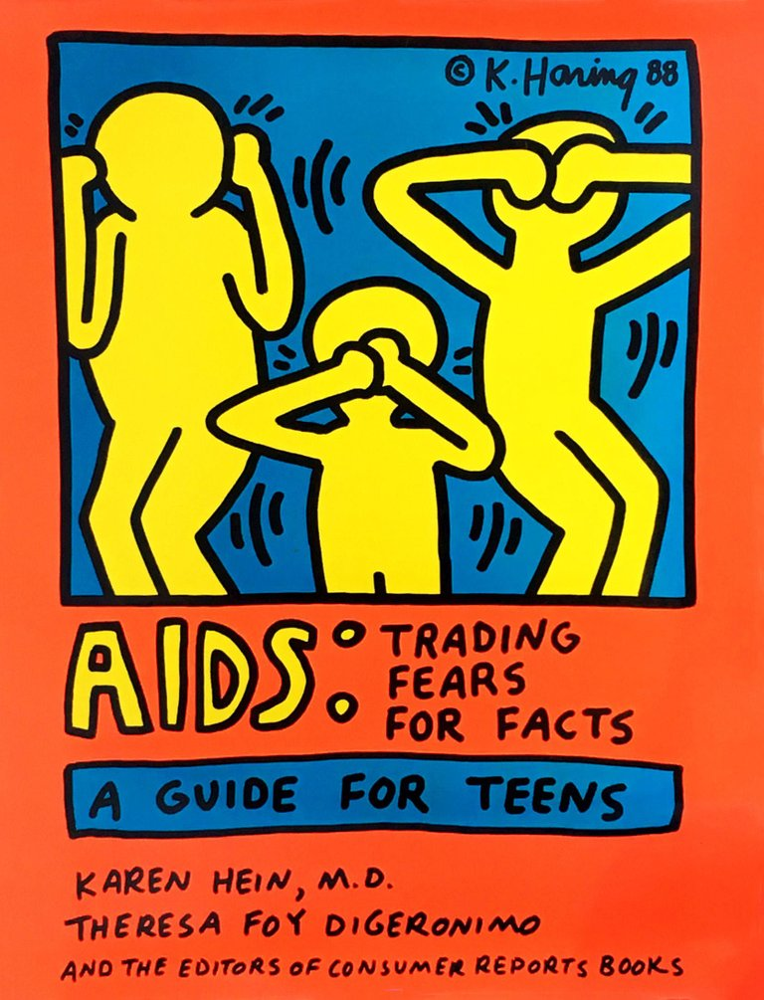 © K. Haring 88
AIDS: TRADING
FEARS
FOR FACTS
A GUIDE FOR TEENS
KAREN HEIN, M.D.
THERESA FOY DIGERONIMO
AND THE EDITORS OF CONSUMER REPORTS BOOKS